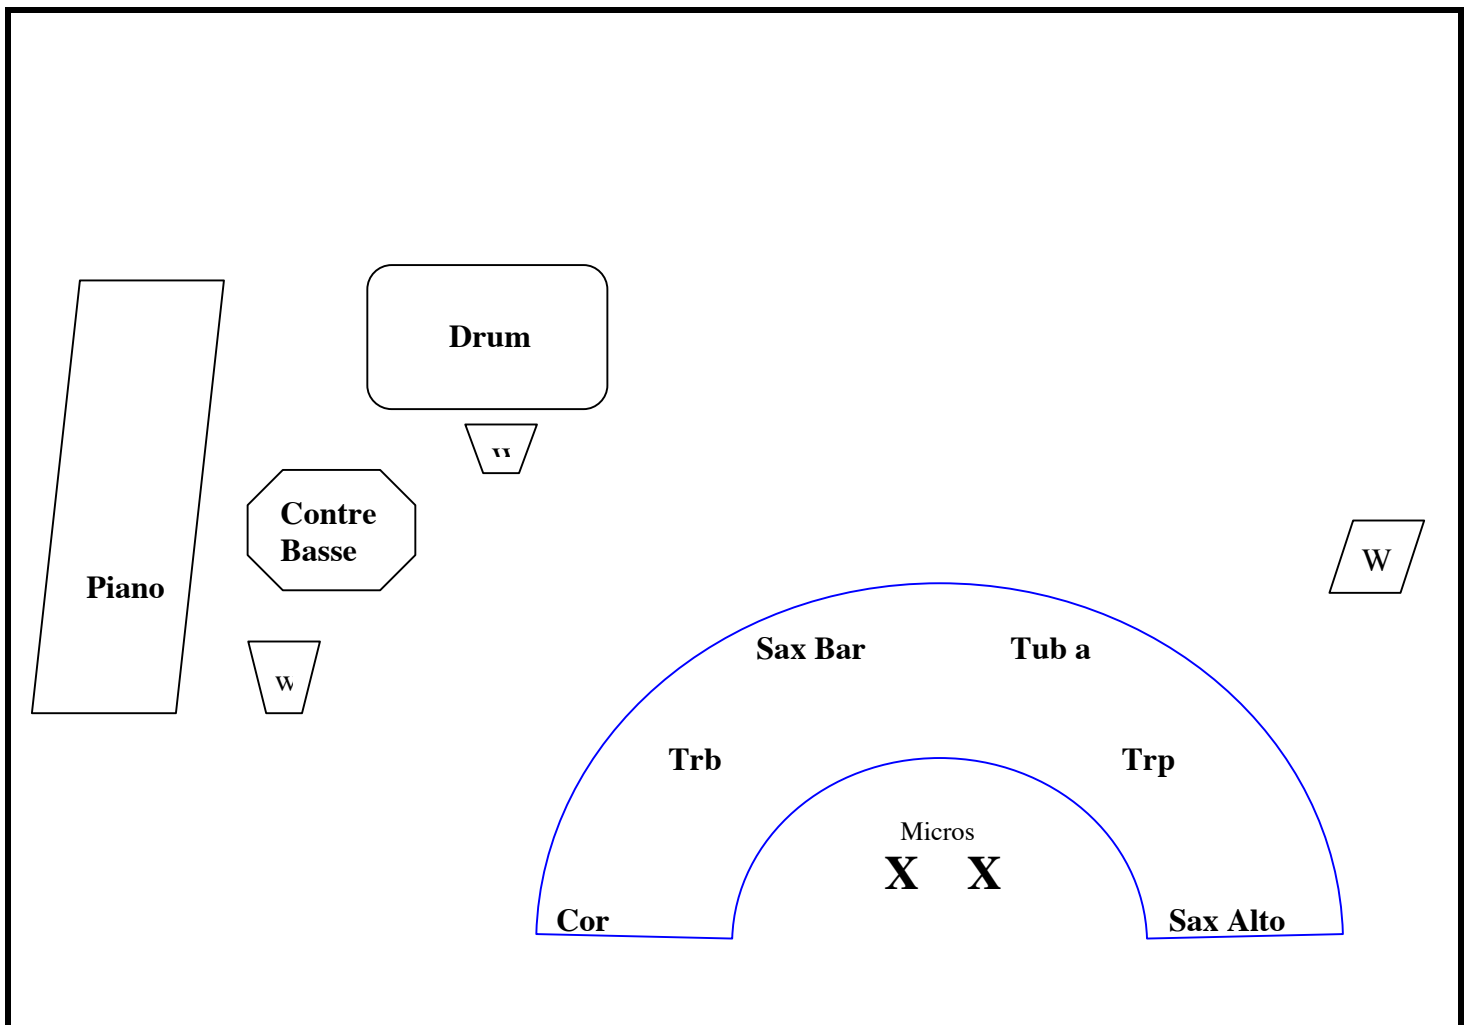 Drum
Contre
Basse
Piano
W
W
Sax Bar
Tub a
Trb
Trp
Micros
X X
Cor
Sax Alto